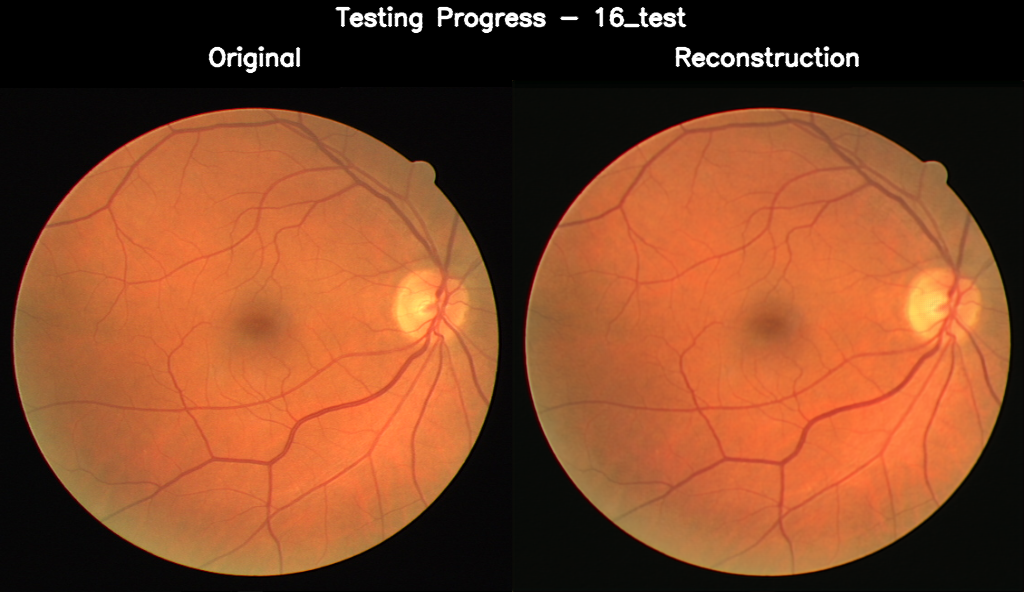 Testing Progress - 16_test
Original
Reconstruction